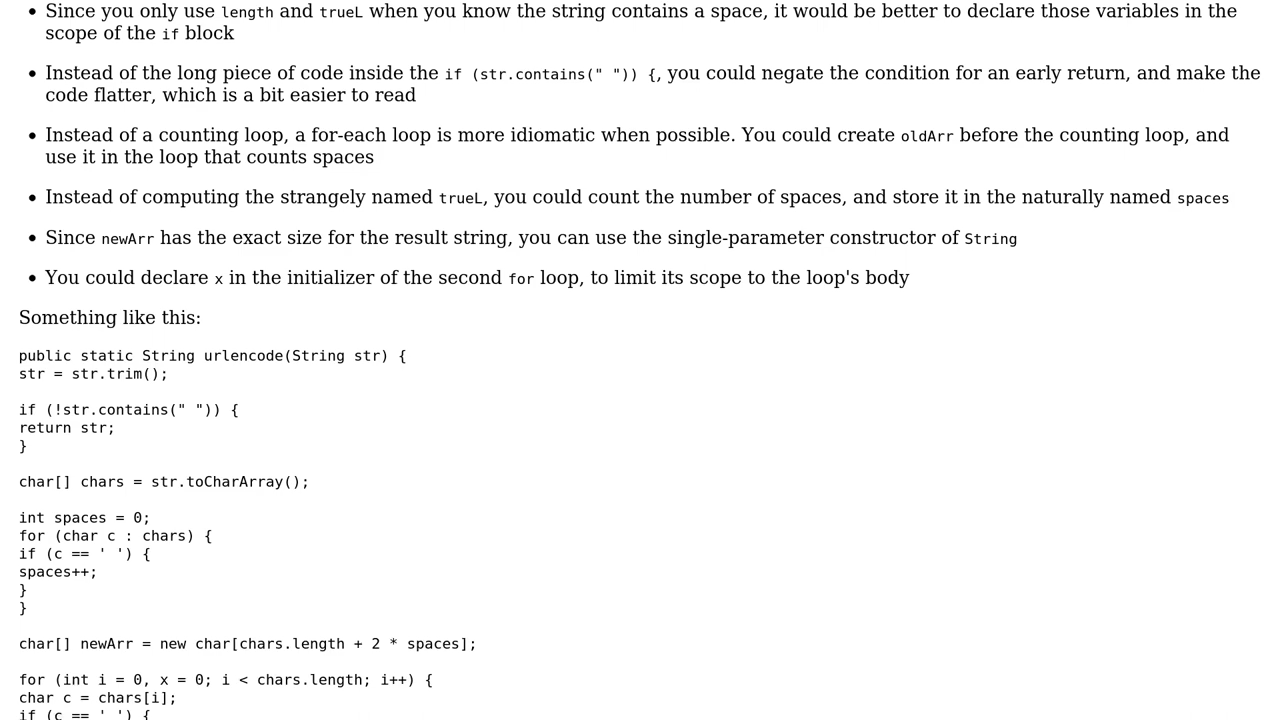 • Since you only use length and trueL when you know the string contains a space, it would be better to declare those variables in the
scope of the if block
• Instead of the long piece of code inside the if (str.contains(" ")) {, you could negate the condition for an early return, and make the
code flatter, which is a bit easier to read
• Instead of a counting loop, a for-each loop is more idiomatic when possible. You could create oldArr before the counting loop, and
use it in the loop that counts spaces
• Instead of computing the strangely named trueL, you could count the number of spaces, and store it in the naturally named spaces
• Since newArr has the exact size for the result string, you can use the single-parameter constructor of String
• You could declare x in the initializer of the second for loop, to limit its scope to the loop's body
Something like this:
public static String urlencode(String str) {
str = str.trim();
if (!str.contains(" ")) {
return str;
}
char[] chars = str.toCharArray();
int spaces = 0;
for (char c : chars) {
if (c == ' ') {
spaces++;
}
}
char[] newArr = new char[chars.length + 2 * spaces];
for (int i = 0, x = 0; i < chars.length; i++) {
char c = chars[i];
if (c == ' ') {